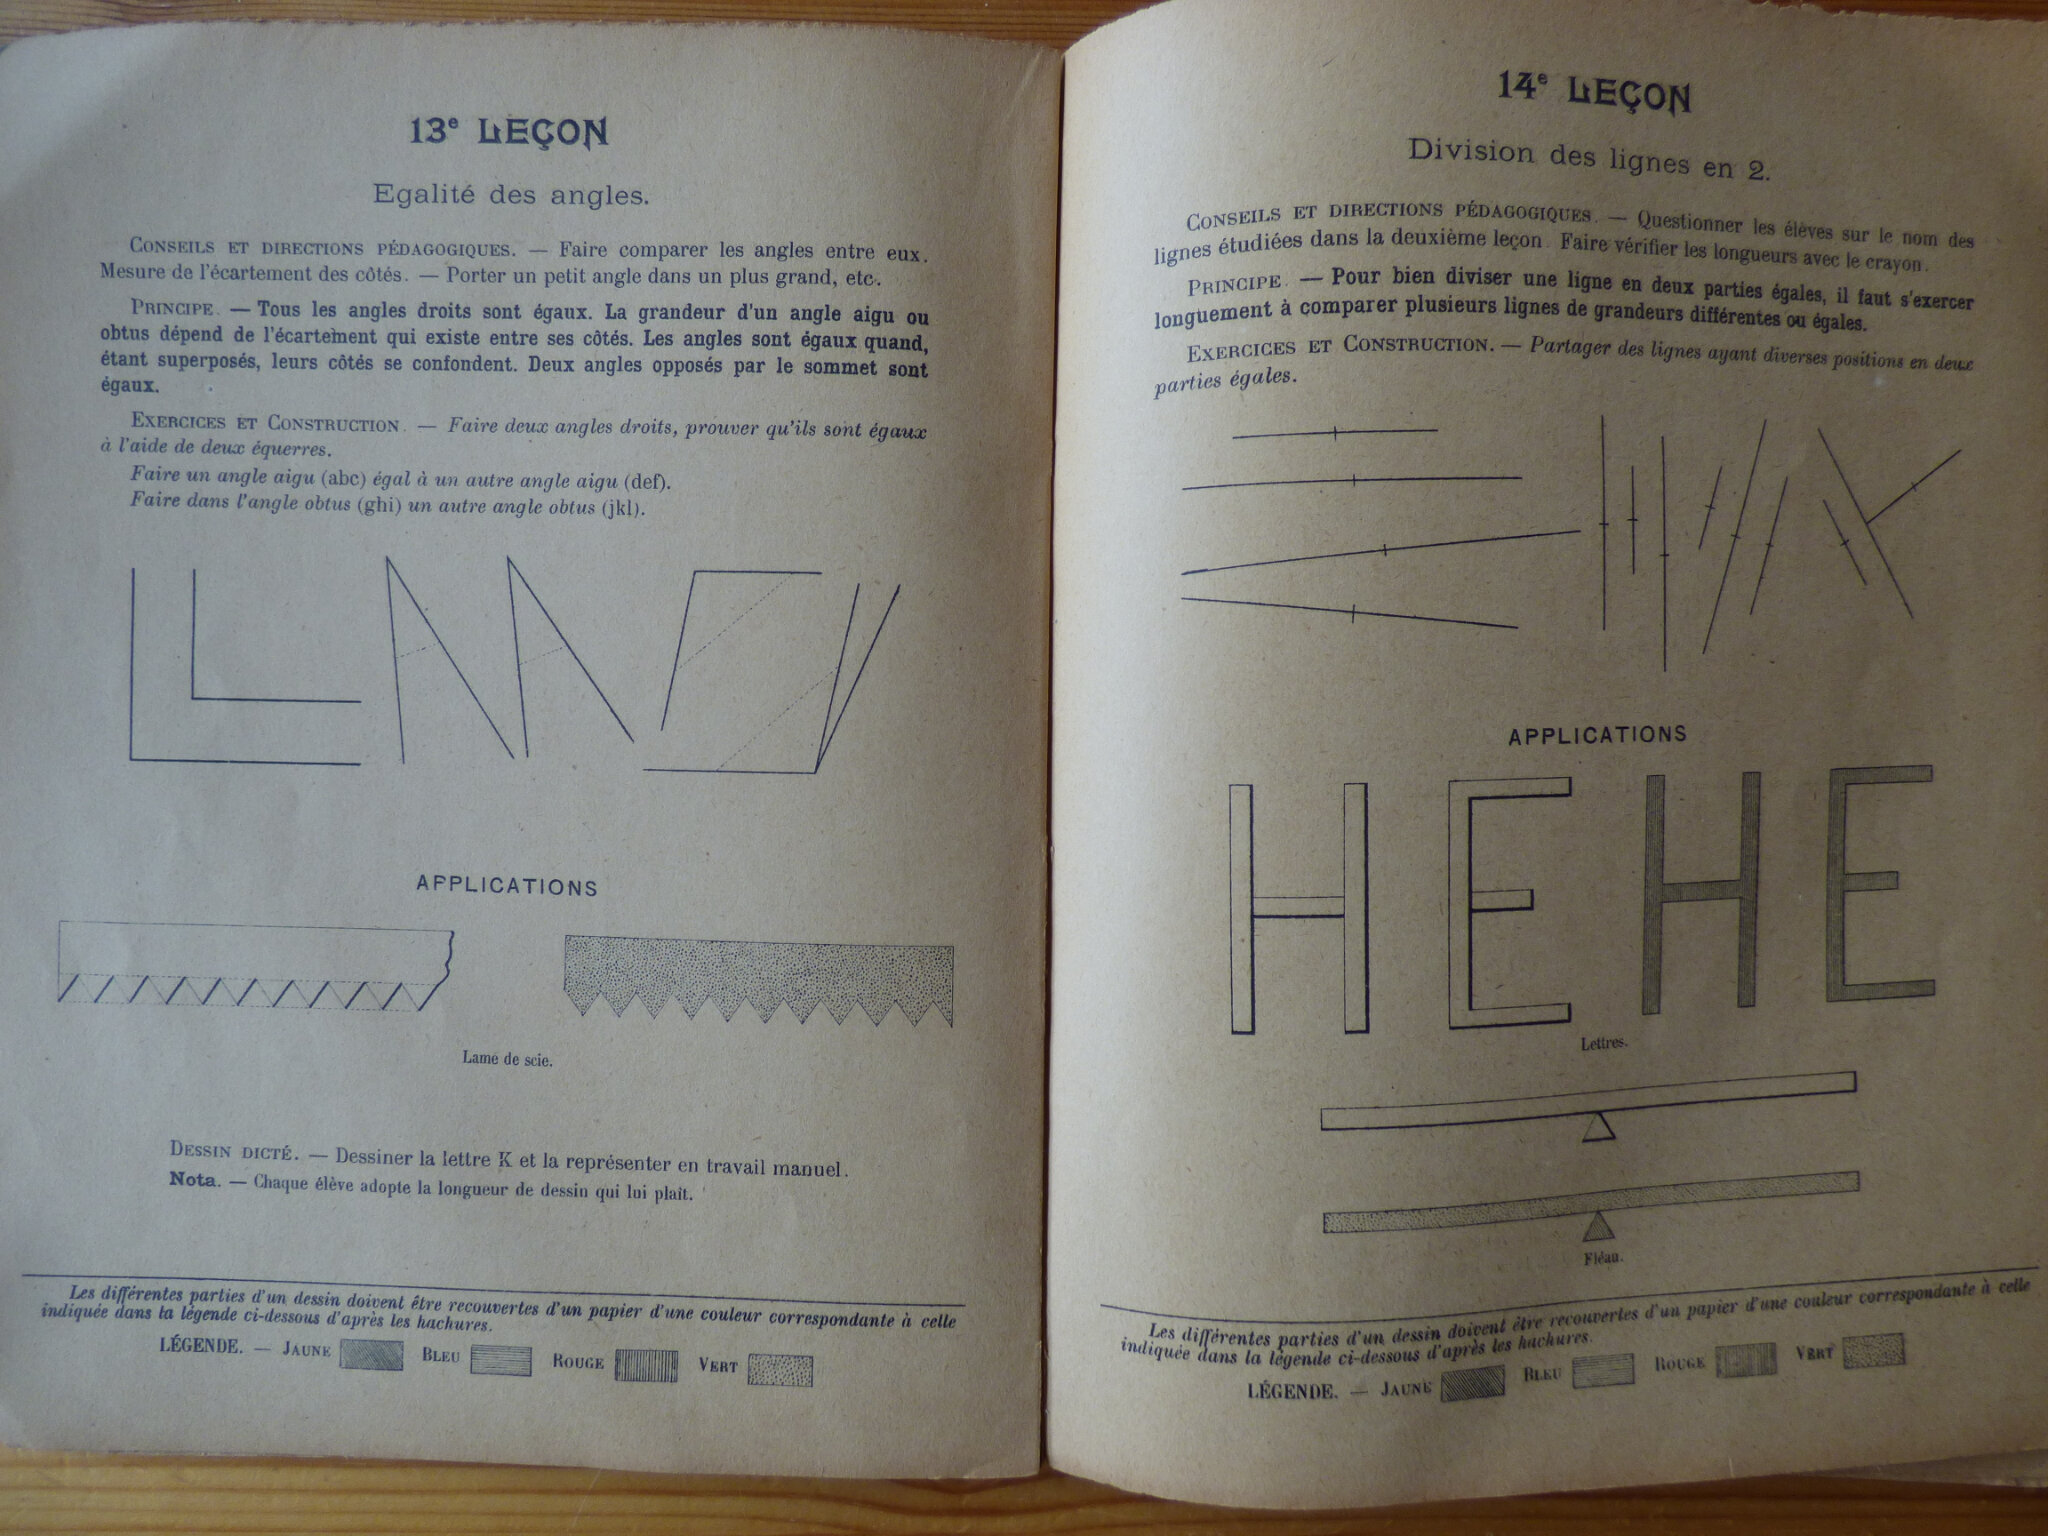 13e LEÇON
Egalité des angles.
CONSEILS ET DIRECTIONS PÉDAGOGIQUES. — Faire comparer les angles entre eux.
Mesure de l'écartement des côtés. — Porter un petit angle dans un plus grand, etc.
PRINCIPE. — Tous les angles droits sont égaux. La grandeur d'un angle aigu ou
obtus dépend de l'écartement qui existe entre ses côtés. Les angles sont égaux quand,
étant superposés, leurs côtés se confondent. Deux angles opposés par le sommet sont
égaux.
EXERCICES ET CONSTRUCTION. — Faire deux angles droits, prouver qu'ils sont égaux
à l'aide de deux équerres.
Faire un angle aigu (abc) égal à un autre angle aigu (def).
Faire dans l'angle obtus (ghi) un autre angle obtus (jkl).
APPLICATIONS
Lame de scie.
DESSIN DICTÉ. — Dessiner la lettre K et la représenter en travail manuel.
Nota. — Chaque élève adopte la longueur de dessin qui lui plaît.
Les différentes parties d'un dessin doivent être recouvertes d'un papier d'une couleur correspondante à celle
indiquée dans la légende ci-dessous d'après les hachures.
LÉGENDE. — JAUNE BLEU ROUGE VERT
14e LEÇON
Division des lignes en 2.
CONSEILS ET DIRECTIONS PÉDAGOGIQUES. — Questionner les élèves sur le nom des
lignes étudiées dans la deuxième leçon. Faire vérifier les longueurs avec le crayon.
PRINCIPE. — Pour bien diviser une ligne en deux parties égales, il faut s'exercer
longuement à comparer plusieurs lignes de grandeurs différentes ou égales.
EXERCICES ET CONSTRUCTION. — Partager des lignes ayant diverses positions en deux
parties égales.
APPLICATIONS
HEHE
Lettres.
Fléau.
Les différentes parties d'un dessin doivent être recouvertes d'un papier d'une couleur correspondante à celle
indiquée dans la légende ci-dessous d'après les hachures.
LÉGENDE. — JAUNE BLEU ROUGE VERT